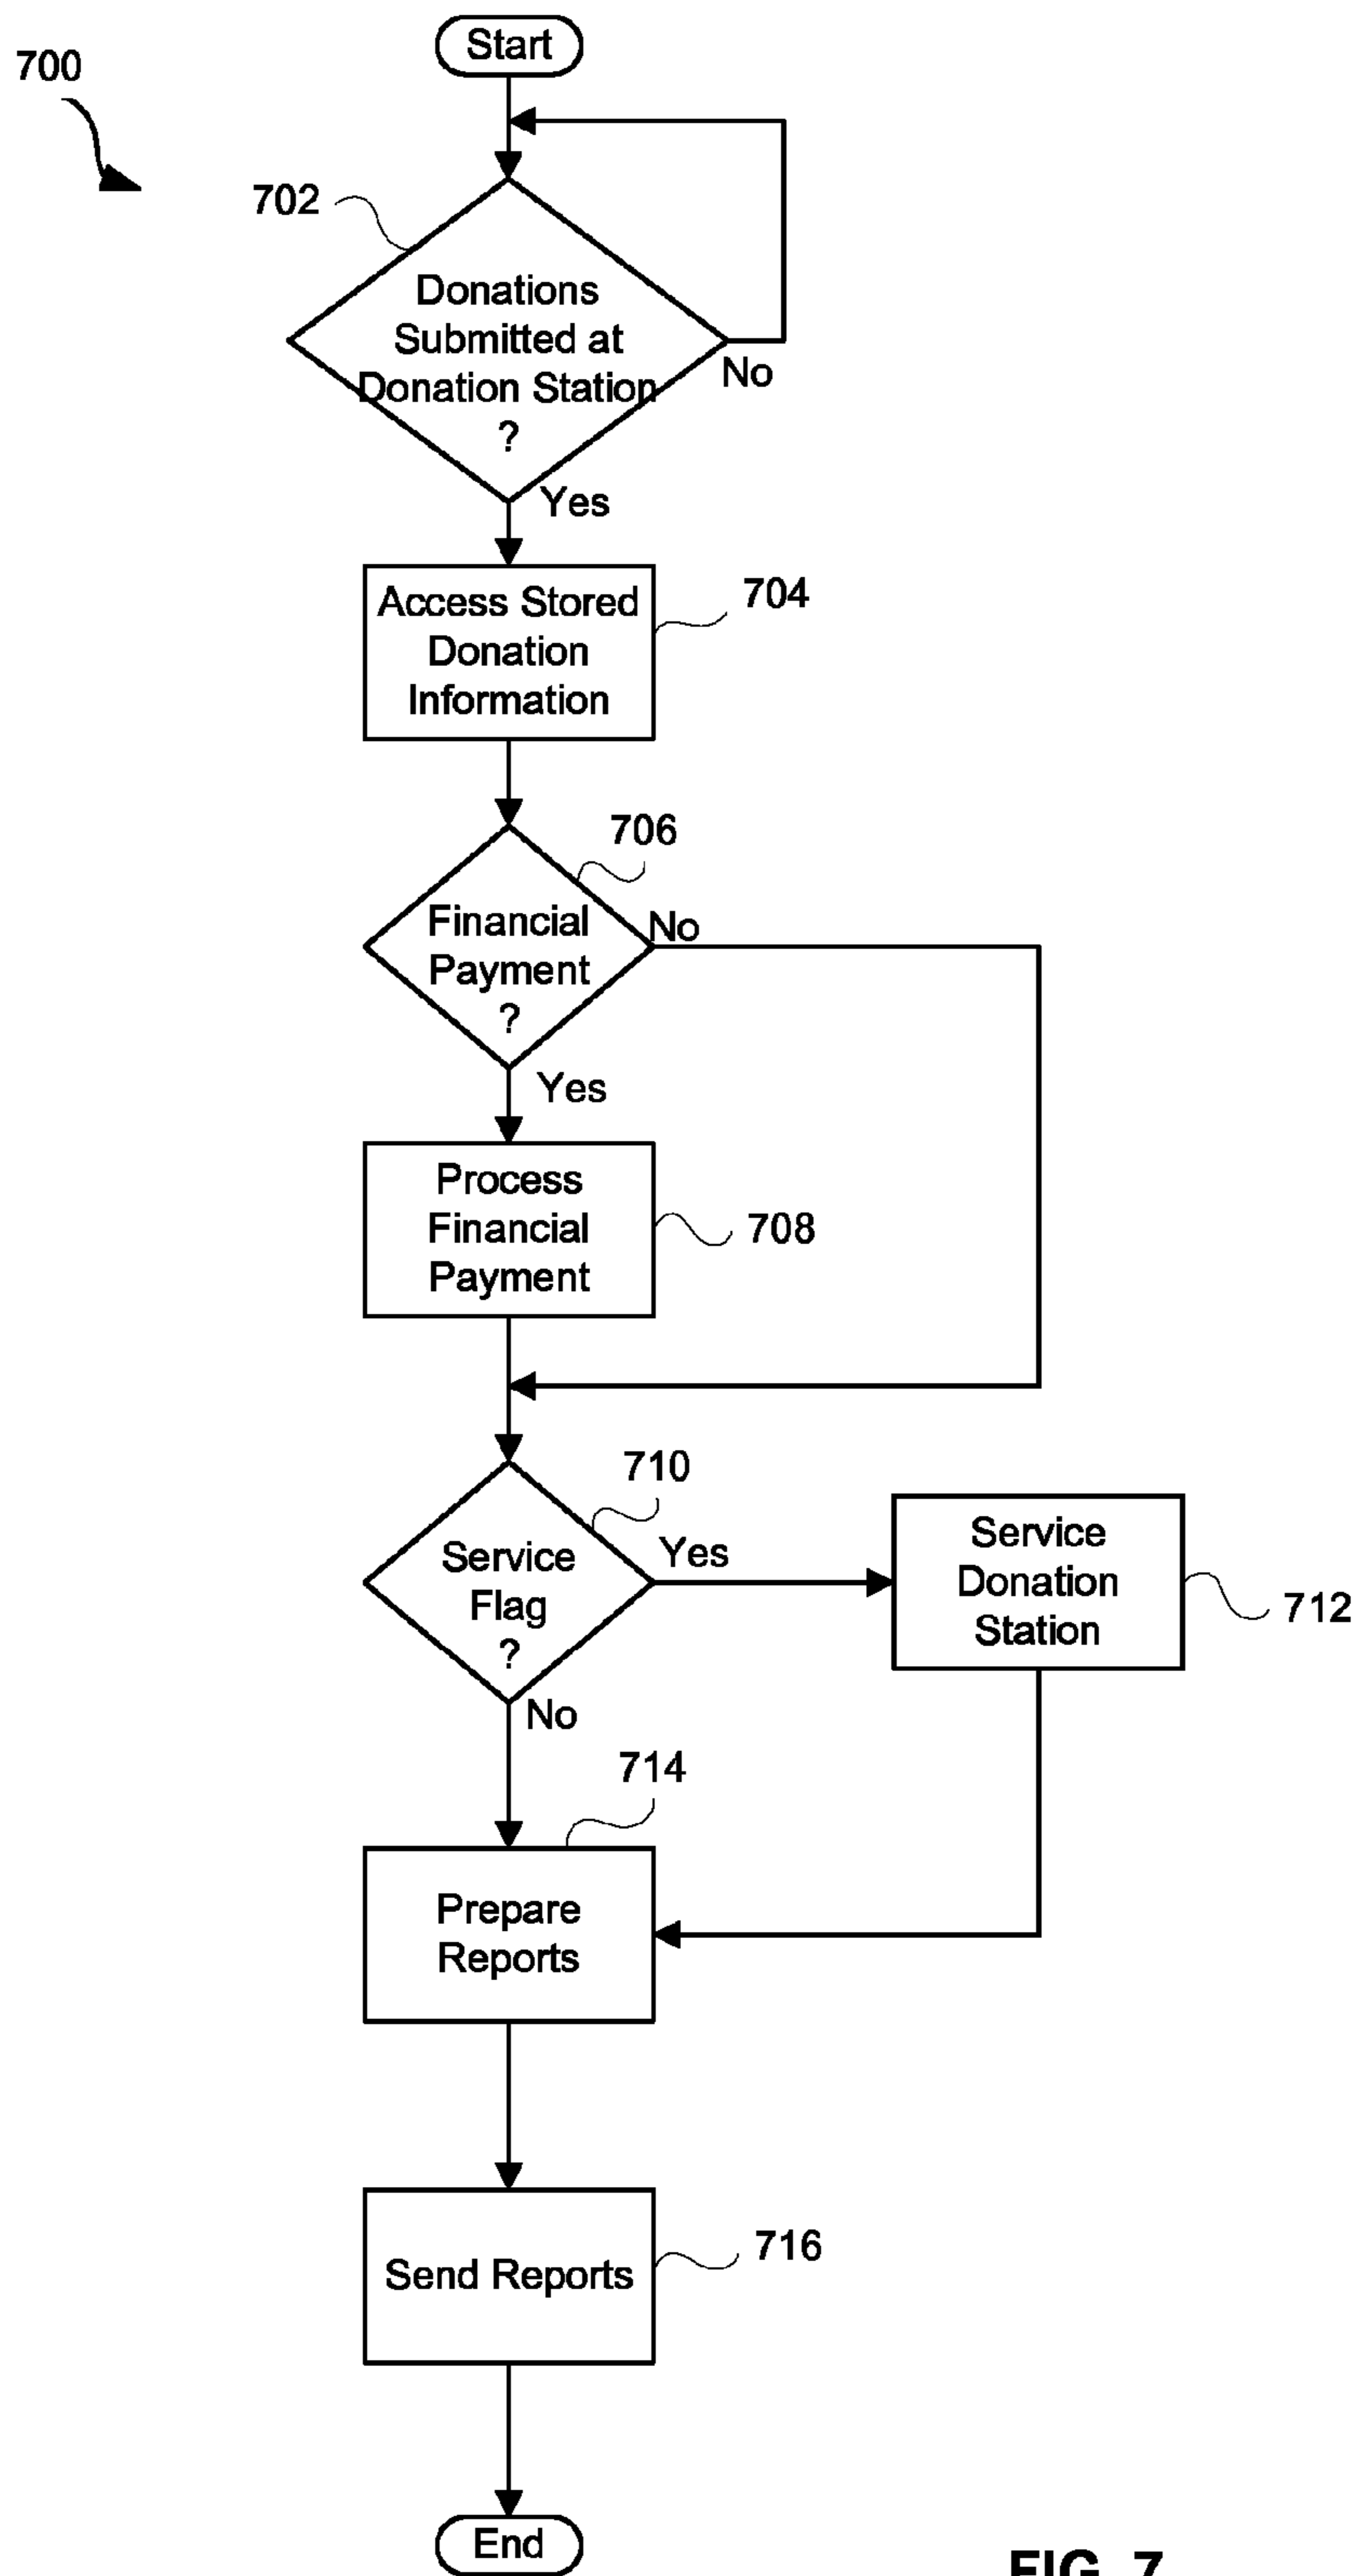 Start
700
702
Donations
Submitted at
Donation Station
?
No
Yes
Access Stored
Donation
Information
704
706
Financial
Payment
?
No
Yes
Process
Financial
Payment
708
710
Service
Flag
?
Yes
No
Service
Donation
Station
712
714
Prepare
Reports
Send Reports
716
End
FIG. 7